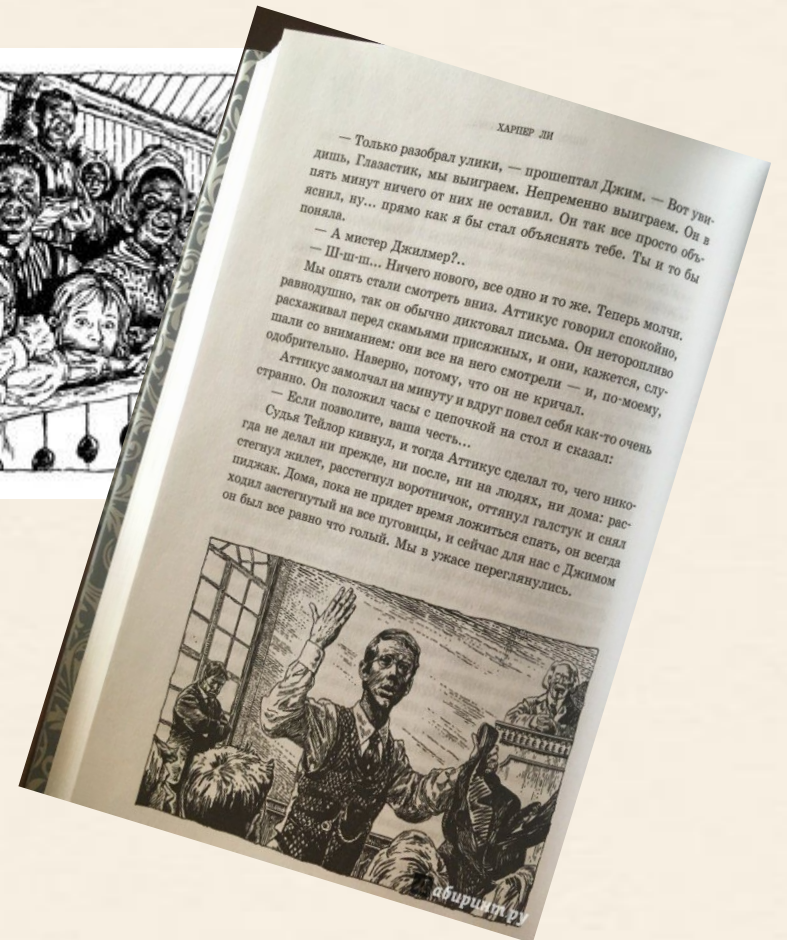 ХАРПЕР ЛИ
— Только разобрал улики, — прошептал Джим. — Вот уви-
дишь, Глазастик, мы выиграем. Непременно выиграем. Он в
пять минут ничего от них не оставил. Он так все просто объ-
яснил, ну... прямо как я бы стал объяснять тебе. Ты и то бы
поняла.
— А мистер Джилмер?..
— Ш-ш-ш... Ничего нового, все одно и то же. Теперь молчи.
Мы опять стали смотреть вниз. Аттикус говорил спокойно,
равнодушно, так он обычно диктовал письма. Он неторопливо
расхаживал перед скамьями присяжных, и они, кажется, слу-
шали со вниманием: они все на него смотрели — и, по-моему,
одобрительно. Наверно, потому, что он не кричал.
Аттикус замолчал на минуту и вдруг повел себя как-то очень
странно. Он положил часы с цепочкой на стол и сказал:
— Если позволите, ваша честь...
Судья Тейлор кивнул, и тогда Аттикус сделал то, чего нико-
гда не делал ни прежде, ни после, ни на людях, ни дома: рас-
стегнул жилет, расстегнул воротничок, оттянул галстук и снял
пиджак. Дома, пока не придет время ложиться спать, он всегда
ходил застегнутый на все пуговицы, и сейчас для нас с Джимом
он был все равно что голый. Мы в ужасе переглянулись.
Лабиринт.ру